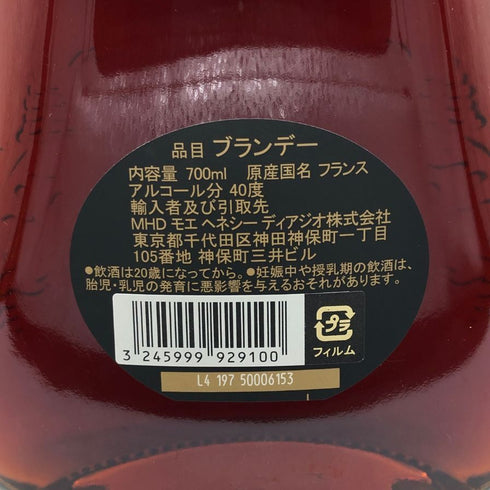 品目 ブランデー
内容量 700ml 原産国名 フランス
アルコール分 40度
輸入者及び引取先
MHD モエ ヘネシー ディアジオ株式会社
東京都千代田区神田神保町一丁目
105番地 神保町三井ビル
●飲酒は20歳になってから。●妊娠中や授乳期の飲酒は、
胎児・乳児の発育に悪影響を与えるおそれがあります。
プラ
フィルム
3 245999 929100
L4 197 50006153